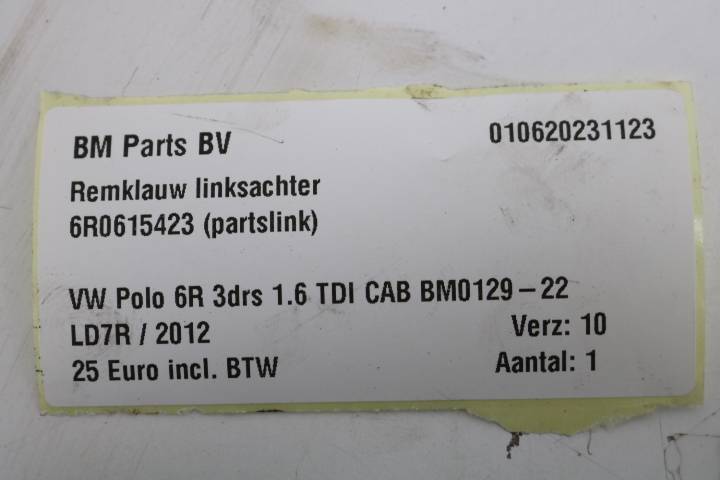 BM Parts BV 010620231123
Remklauw linksachter
6R0615423 (partslink)
VW Polo 6R 3drs 1.6 TDI CAB BM0129-22
LD7R / 2012 Verz: 10
25 Euro incl. BTW Aantal: 1